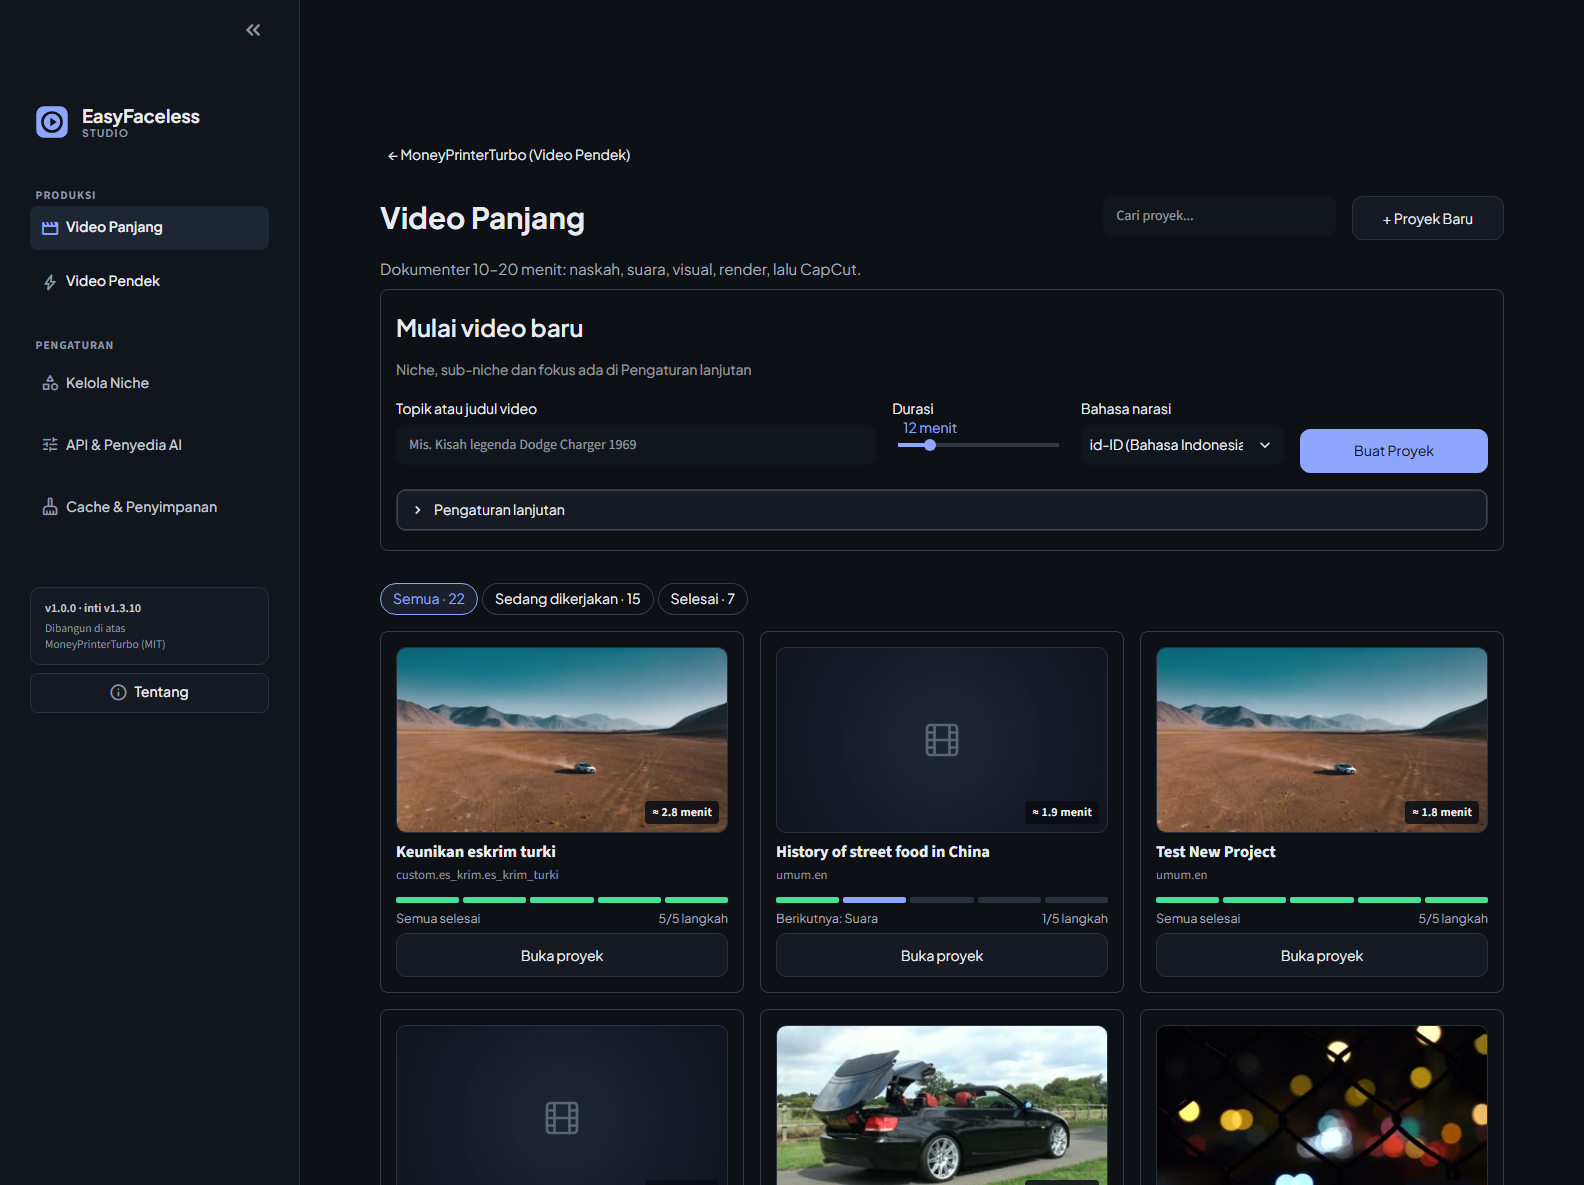 EasyFaceless
STUDIO
PRODUKSI
Video Panjang
Video Pendek
PENGATURAN
Kelola Niche
API & Penyedia AI
Cache & Penyimpanan
v1.0.0 · inti v1.3.10
Dibangun di atas
MoneyPrinterTurbo (MIT)
Tentang
← MoneyPrinterTurbo (Video Pendek)
Video Panjang
Cari proyek...
+ Proyek Baru
Dokumenter 10–20 menit: naskah, suara, visual, render, lalu CapCut.
Mulai video baru
Niche, sub-niche dan fokus ada di Pengaturan lanjutan
Topik atau judul video
Mis. Kisah legenda Dodge Charger 1969
Durasi
12 menit
Bahasa narasi
id-ID (Bahasa Indonesia
Buat Proyek
Pengaturan lanjutan
Semua · 22
Sedang dikerjakan · 15
Selesai · 7
≈ 2.8 menit
Keunikan eskrim turki
custom.es_krim.es_krim_turki
Semua selesai
5/5 langkah
Buka proyek
≈ 1.9 menit
History of street food in China
umum.en
Berikutnya: Suara
1/5 langkah
Buka proyek
≈ 1.8 menit
Test New Project
umum.en
Semua selesai
5/5 langkah
Buka proyek